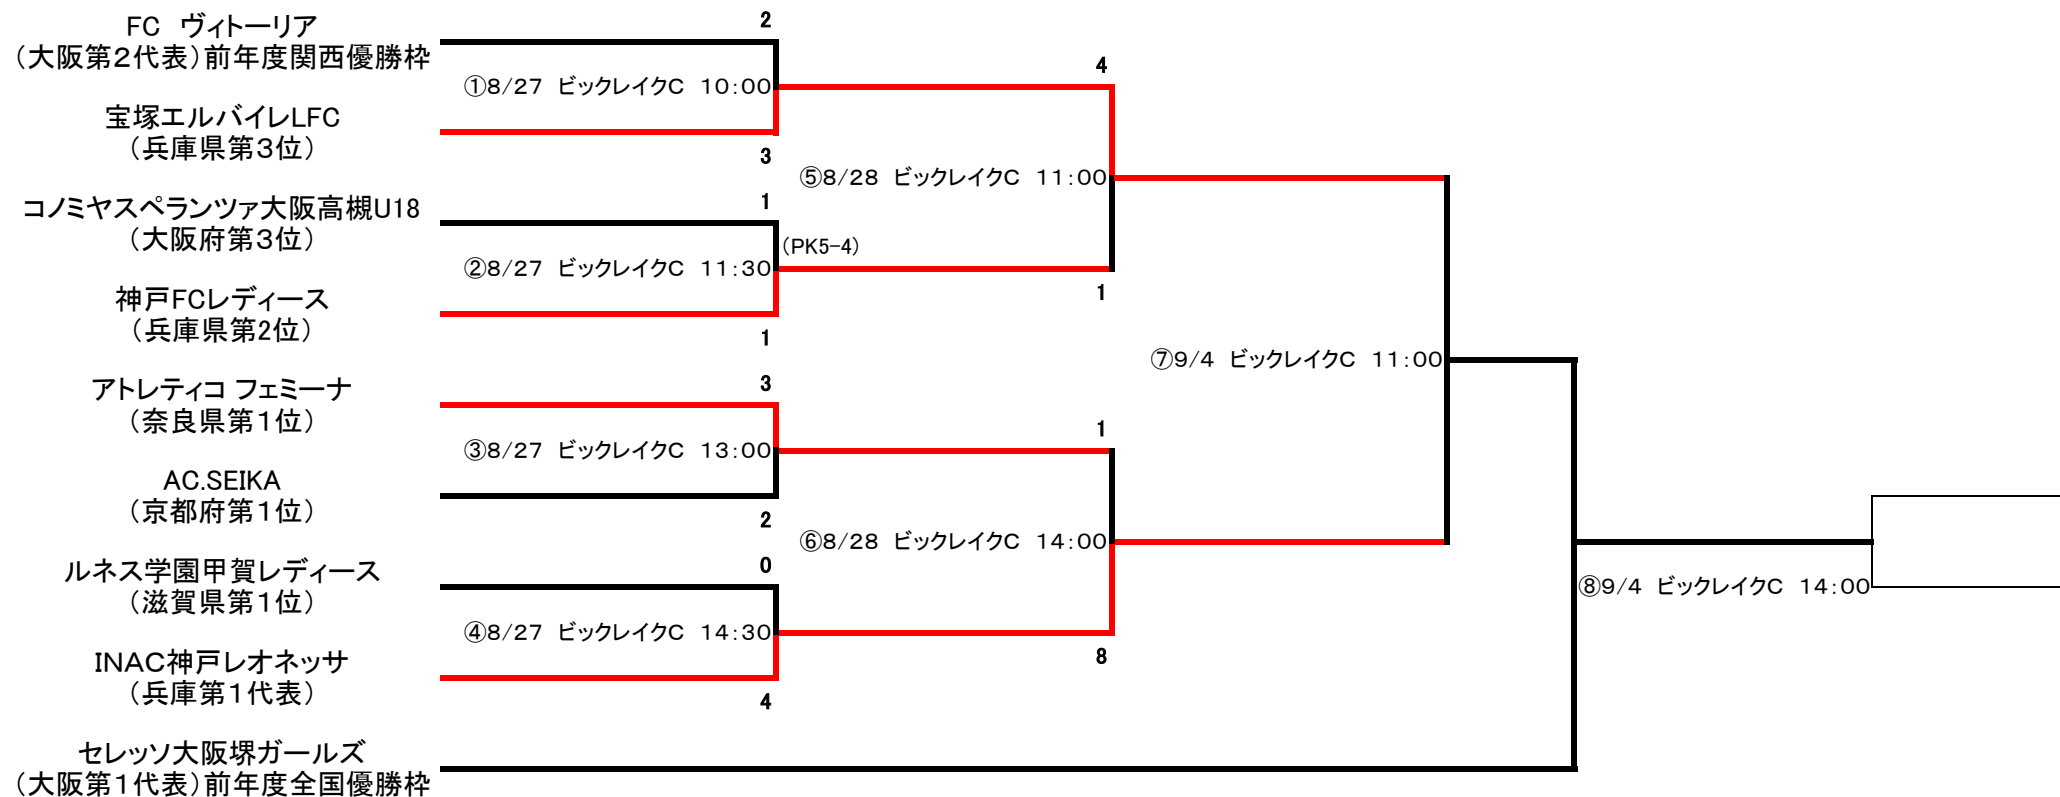 FC　ヴィトーリア
（大阪第２代表）前年度関西優勝枠
2
①8/27　ビックレイクC　10:00
4
宝塚エルバイレLFC
（兵庫県第３位）
3
⑤8/28　ビックレイクC　11:00
コノミヤスペランツァ大阪高槻U18
（大阪府第３位）
1
(PK5-4)
②8/27　ビックレイクC　11:30
神戸FCレディース
（兵庫県第2位）
1
1
⑦9/4　ビックレイクC　11:00
アトレティコ フェミーナ
（奈良県第１位）
3
③8/27　ビックレイクC　13:00
1
AC.SEIKA
（京都府第１位）
2
⑥8/28　ビックレイクC　14:00
ルネス学園甲賀レディース
（滋賀県第１位）
0
⑧9/4　ビックレイクC　14:00
④8/27　ビックレイクC　14:30
INAC神戸レオネッサ
（兵庫第１代表）
4
8
セレッソ大阪堺ガールズ
（大阪第１代表）前年度全国優勝枠